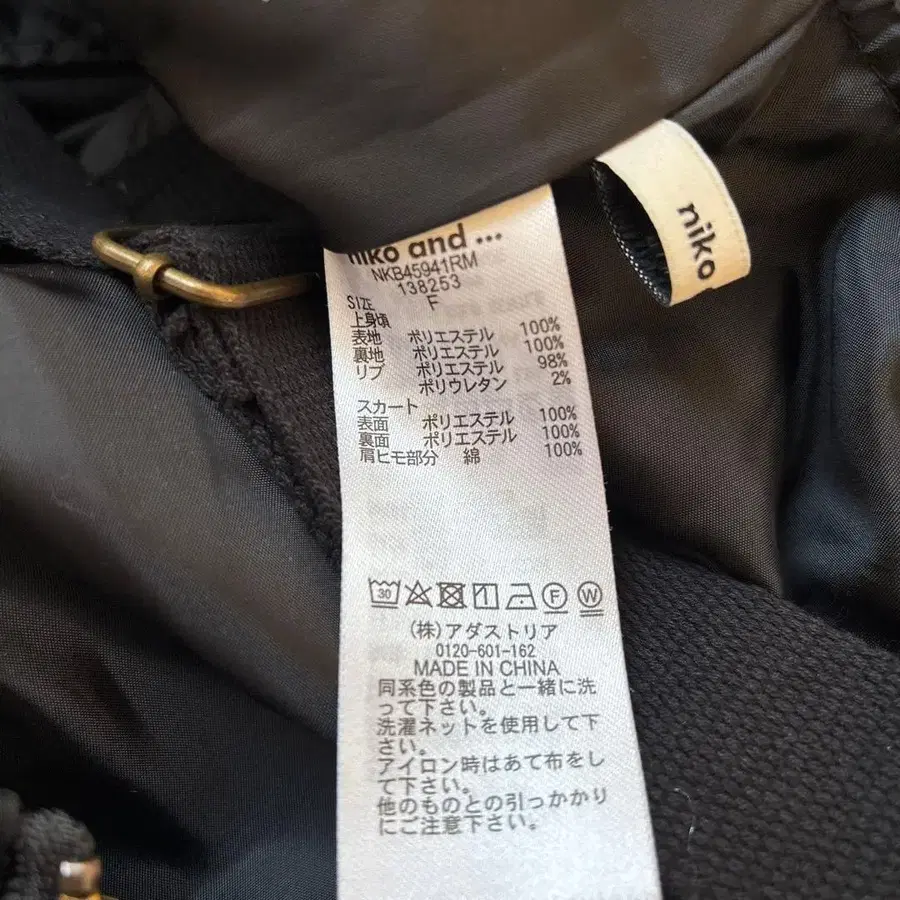 niko and ...
NKB45941RM
138253
SIZE F
上身頃
表地 ポリエステル 100%
裏地 ポリエステル 100%
リブ ポリエステル 98%
ポリウレタン 2%
スカート
表面 ポリエステル 100%
裏面 ポリエステル 100%
肩ヒモ部分 綿 100%
30 F W
(株)アダストリア
0120-601-162
MADE IN CHINA
同系色の製品と一緒に洗
って下さい。
洗濯ネットを使用して下
さい。
アイロン時はあて布をし
て下さい。
他のものとの引っかかり
にご注意下さい。
niko